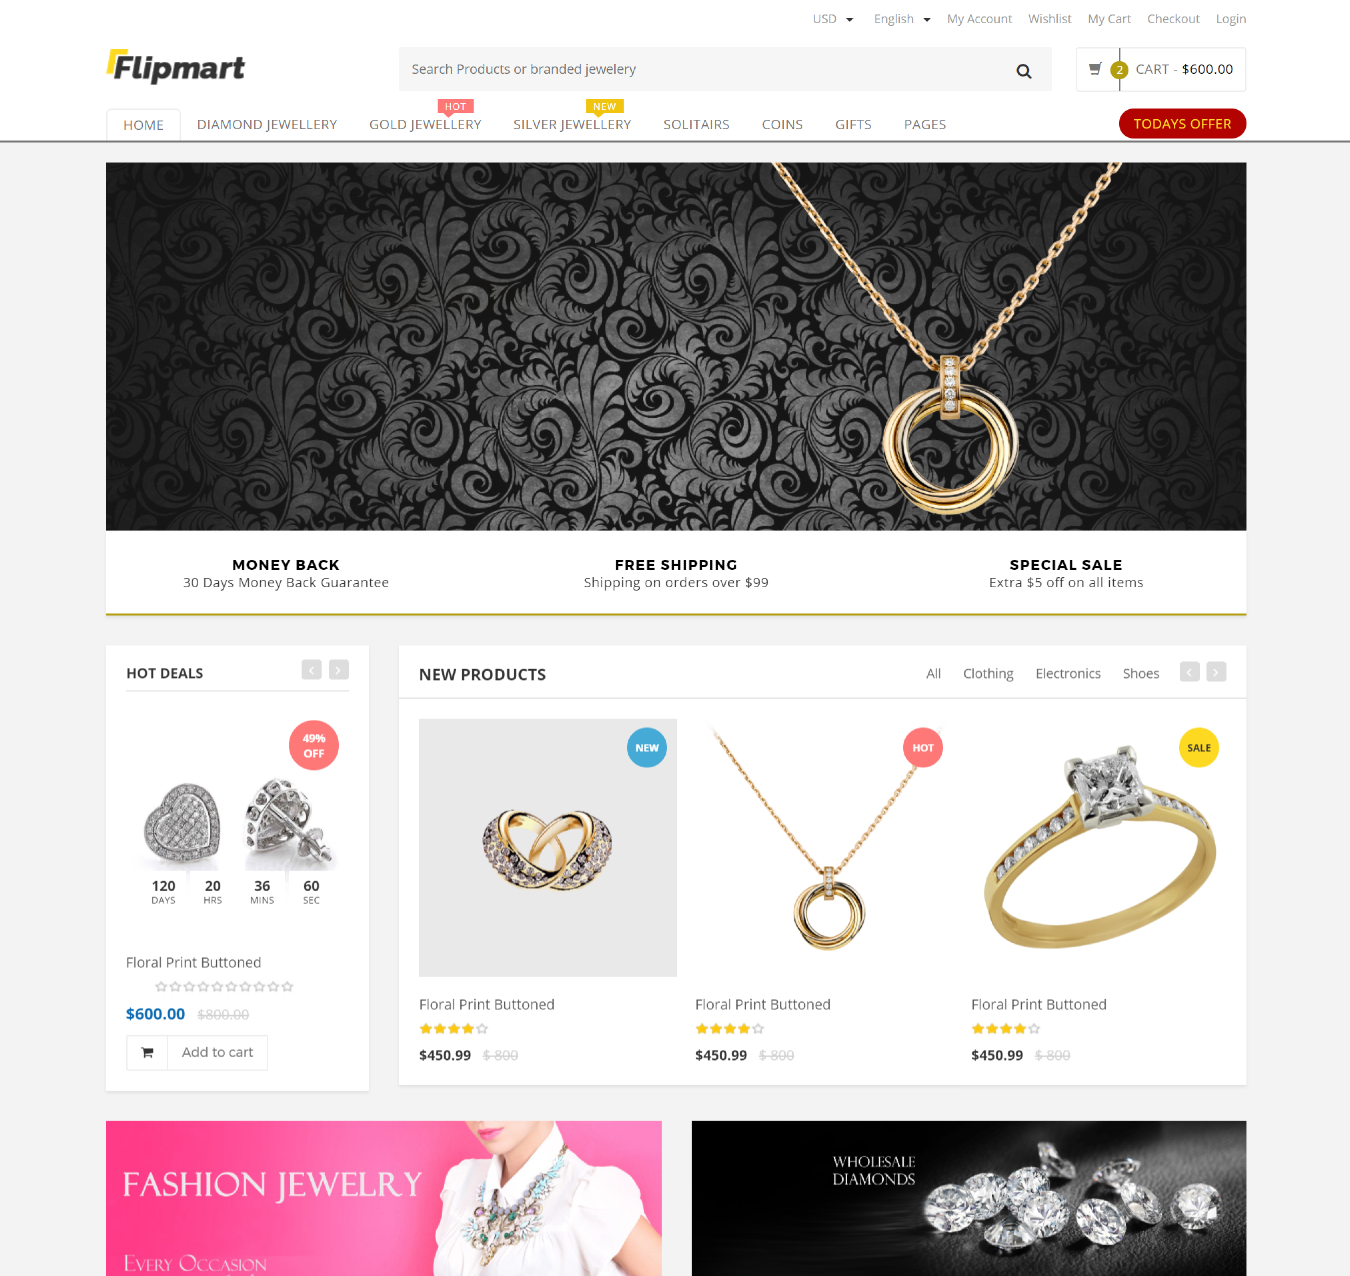 USD English My Account Wishlist My Cart Checkout Login
Flipmart
Search Products or branded jewelery
2 CART - $600.00
HOT NEW
HOME DIAMOND JEWELLERY GOLD JEWELLERY SILVER JEWELLERY SOLITAIRS COINS GIFTS PAGES TODAYS OFFER
MONEY BACK
30 Days Money Back Guarantee
FREE SHIPPING
Shipping on orders over $99
SPECIAL SALE
Extra $5 off on all items
HOT DEALS
49%
OFF
120 20 36 60
DAYS HRS MINS SEC
Floral Print Buttoned
$600.00 $800.00
Add to cart
NEW PRODUCTS All Clothing Electronics Shoes
NEW
Floral Print Buttoned
$450.99 $ 800
HOT
Floral Print Buttoned
$450.99 $ 800
SALE
Floral Print Buttoned
$450.99 $ 800
FASHION JEWELRY
EVERY OCCASION
WHOLESALE
DIAMONDS